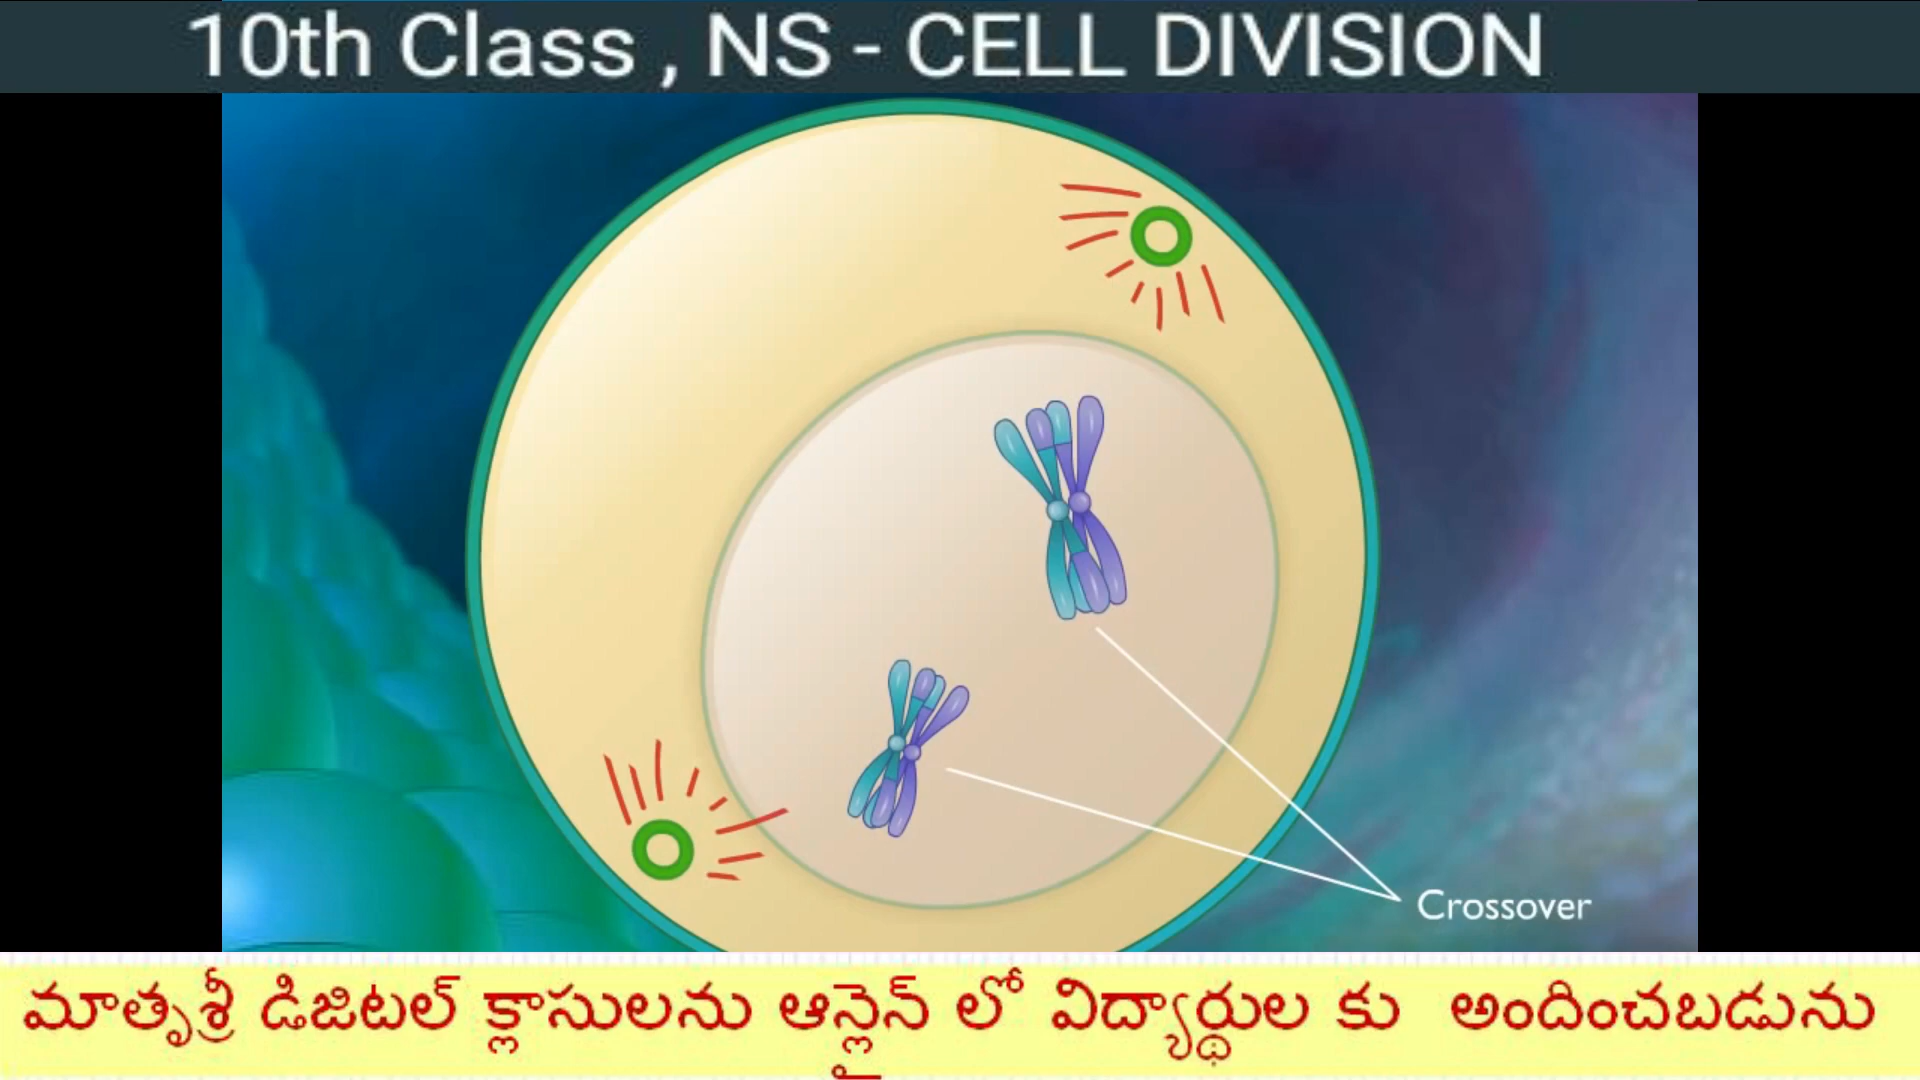 10th Class , NS - CELL DIVISION
Crossover
మాతృశ్రీ డిజిటల్ క్లాసులను ఆన్లైన్ లో విద్యార్థుల కు అందించబడును